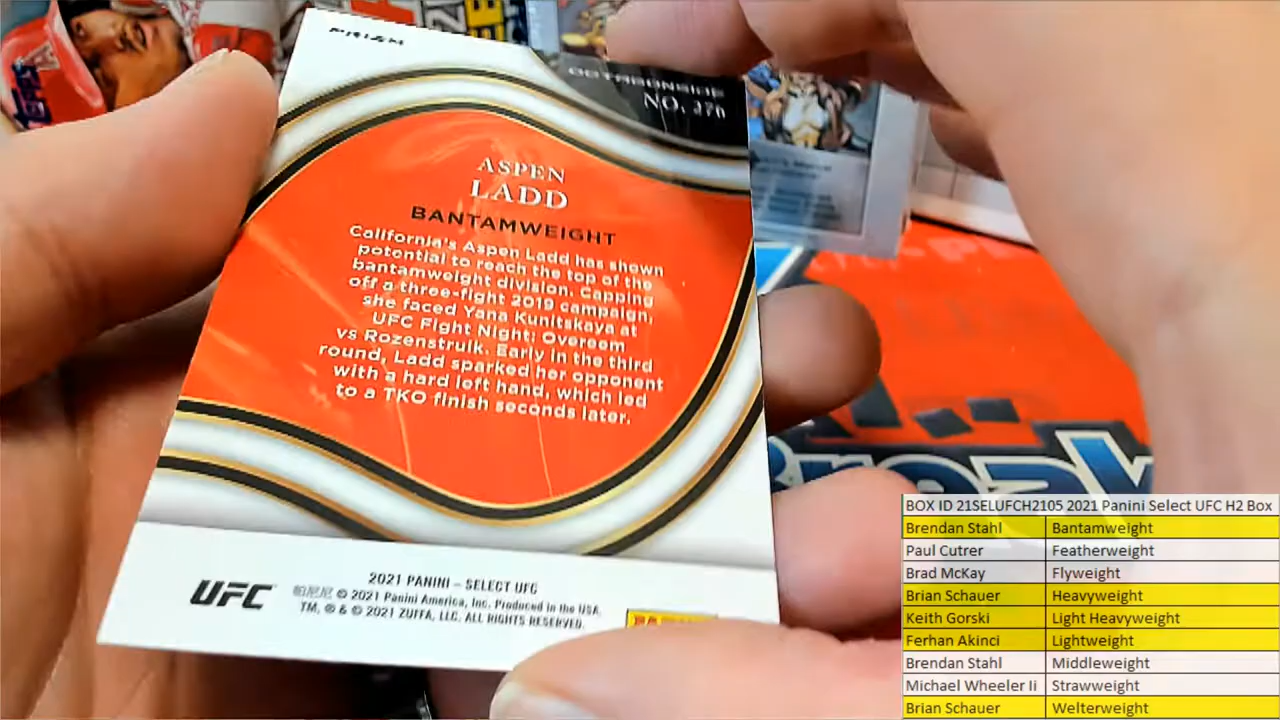 PRIZM
OCTAGONSIDE
NO. 276
ASPEN
LADD
BANTAMWEIGHT
California's Aspen Ladd has shown
potential to reach the top of the
bantamweight division. Capping
off a three-fight 2019 campaign,
she faced Yana Kunitskaya at
UFC Fight Night: Overeem
vs Rozenstruik. Early in the third
round, Ladd sparked her opponent
with a hard left hand, which led
to a TKO finish seconds later.
2021 PANINI – SELECT UFC
© 2021 Panini America, Inc. Produced in the USA.
TM, ® & © 2021 ZUFFA, LLC. ALL RIGHTS RESERVED.
UFC
TOPPS
BOX ID 21SELUFCH2105 2021 Panini Select UFC H2 Box
Brendan Stahl Bantamweight
Paul Cutrer Featherweight
Brad McKay Flyweight
Brian Schauer Heavyweight
Keith Gorski Light Heavyweight
Ferhan Akinci Lightweight
Brendan Stahl Middleweight
Michael Wheeler Ii Strawweight
Brian Schauer Welterweight